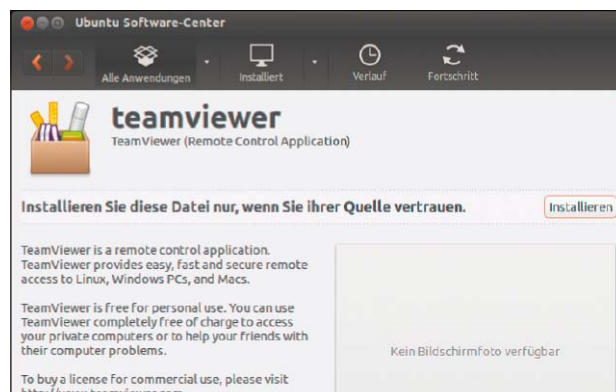 Ubuntu Software-Center
Alle Anwendungen
Installiert
Verlauf
Fortschritt
teamviewer
TeamViewer (Remote Control Application)
Installieren Sie diese Datei nur, wenn Sie ihrer Quelle vertrauen.
Installieren
TeamViewer is a remote control application.
TeamViewer provides easy, fast and secure remote
access to Linux, Windows PCs, and Macs.
TeamViewer is free for personal use. You can use
TeamViewer completely free of charge to access
your private computers or to help your friends with
their computer problems.
Kein Bildschirmfoto verfügbar
To buy a license for commercial use, please visit
http://www.teamviewer.com